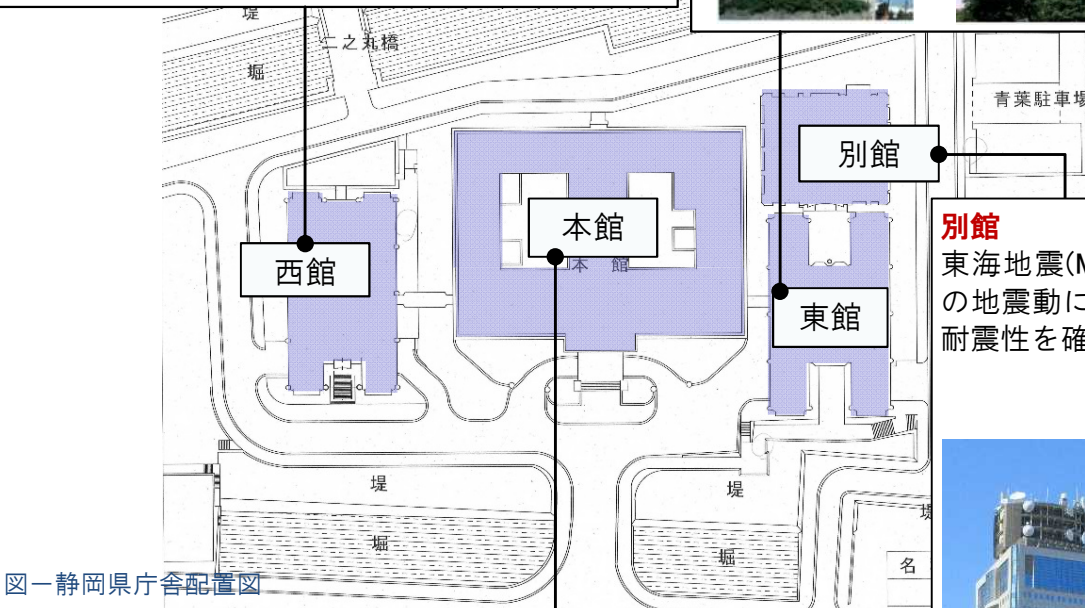 堤
二之丸橋
堀
青葉駐車場
別館
本館
本館
西館
東館
別館
東海地震(M
の地震動に
耐震性を確
堤
堤
堀
堀
名
図－静岡県庁舎配置図